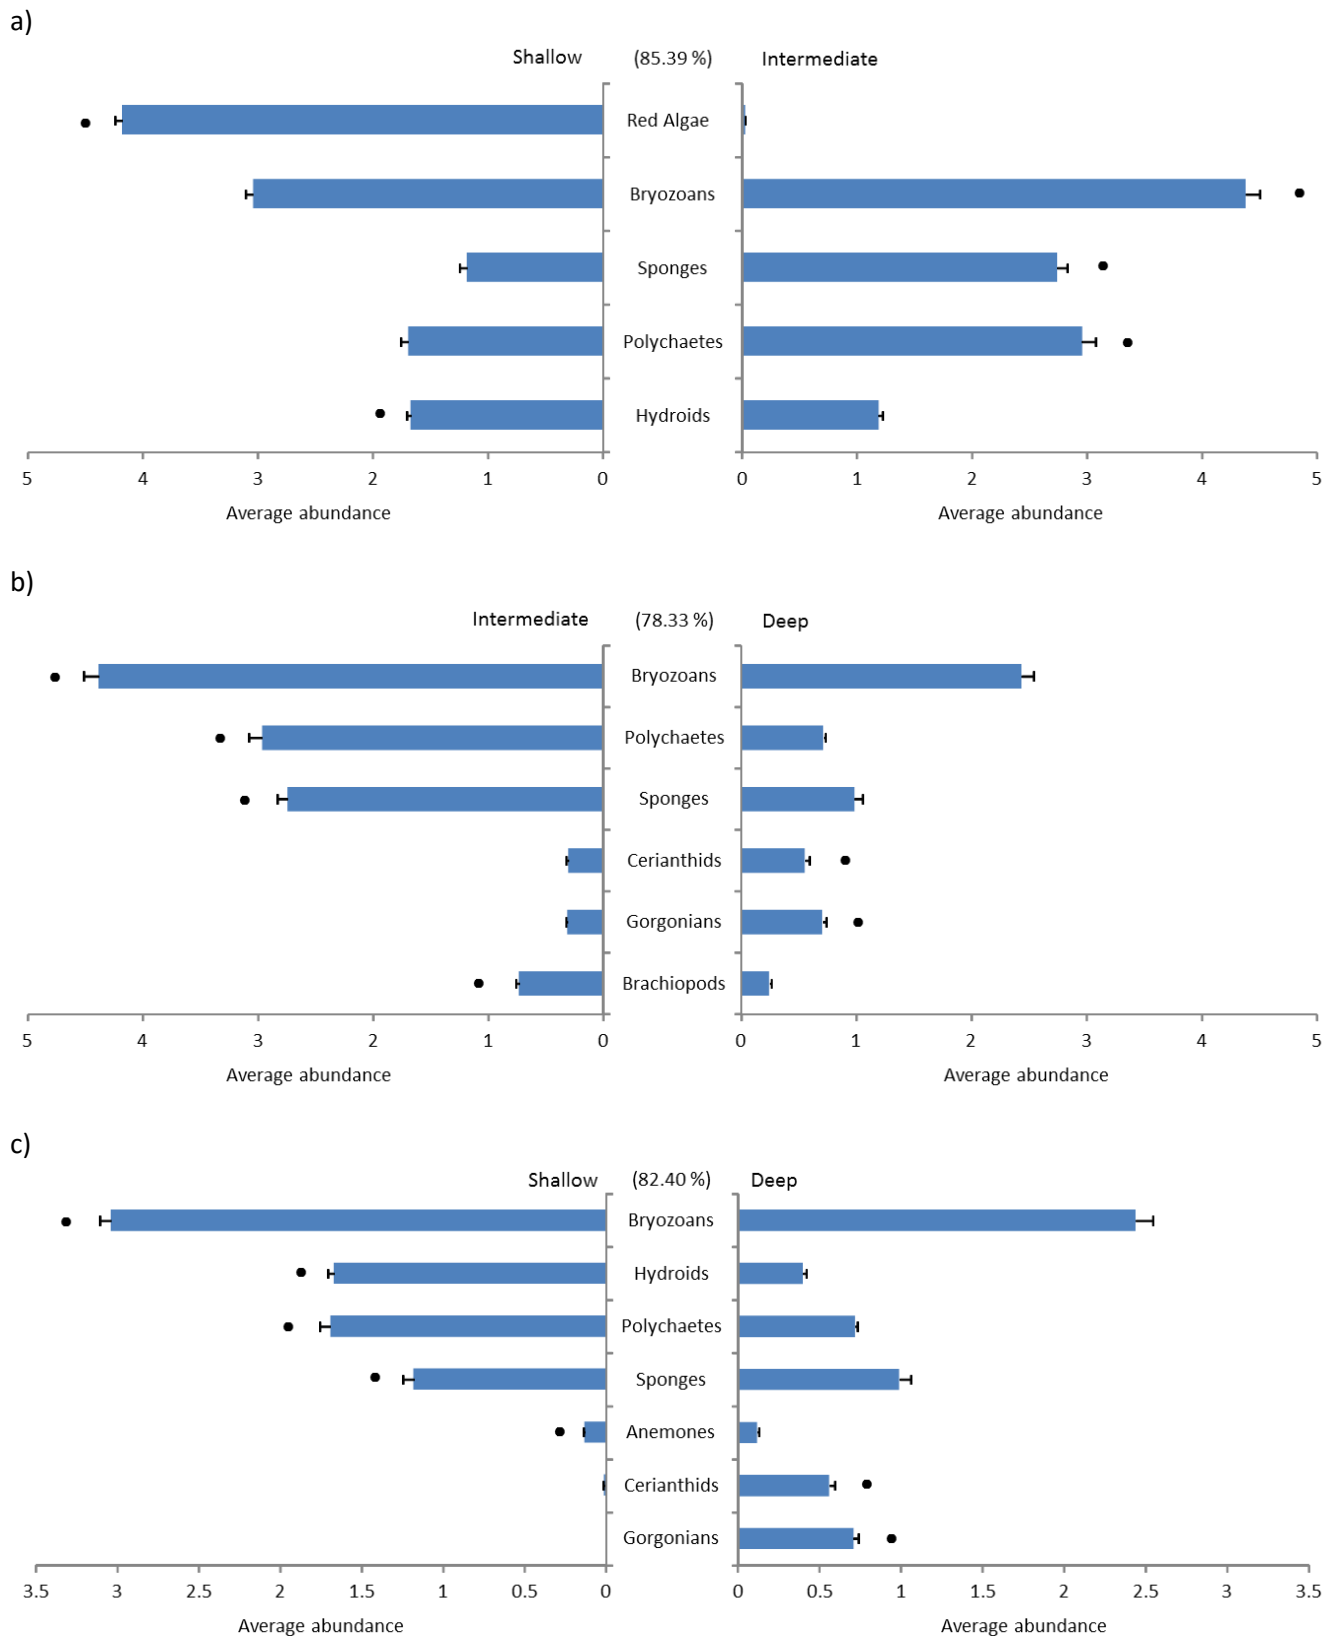 a)
Shallow (85.39 %) Intermediate
Red Algae
Bryozoans
Sponges
Polychaetes
Hydroids
5 4 3 2 1 0 0 1 2 3 4 5
Average abundance Average abundance
b)
Intermediate (78.33 %) Deep
Bryozoans
Polychaetes
Sponges
Cerianthids
Gorgonians
Brachiopods
5 4 3 2 1 0 0 1 2 3 4 5
Average abundance Average abundance
c)
Shallow (82.40 %) Deep
Bryozoans
Hydroids
Polychaetes
Sponges
Anemones
Cerianthids
Gorgonians
3.5 3 2.5 2 1.5 1 0.5 0 0 0.5 1 1.5 2 2.5 3 3.5
Average abundance Average abundance